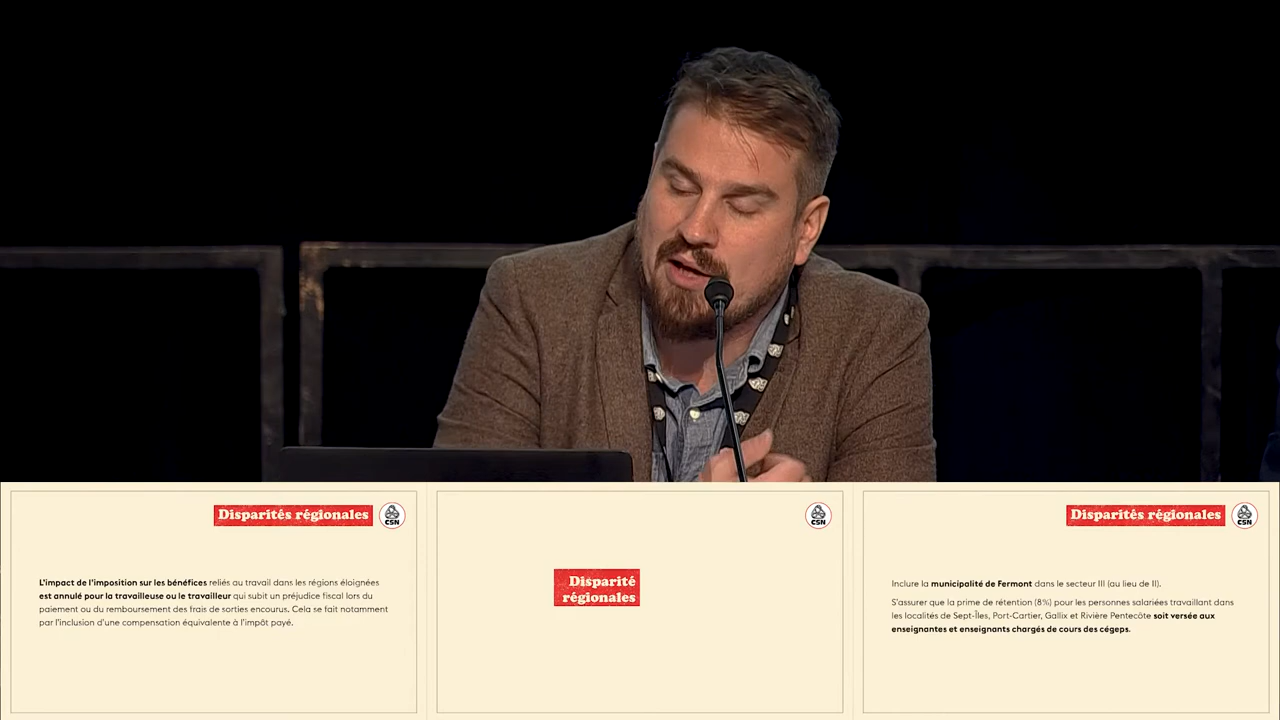 Disparités régionales
CSN
L'impact de l'imposition sur les bénéfices reliés au travail dans les régions éloignées
est annulé pour la travailleuse ou le travailleur qui subit un préjudice fiscal lors du
paiement ou du remboursement des frais de sorties encourus. Cela se fait notamment
par l'inclusion d'une compensation équivalente à l'impôt payé.
CSN
Disparité
régionales
Disparités régionales
CSN
Inclure la municipalité de Fermont dans le secteur III (au lieu de II).
S'assurer que la prime de rétention (8%) pour les personnes salariées travaillant dans
les localités de Sept-Îles, Port-Cartier, Gallix et Rivière Pentecôte soit versée aux
enseignantes et enseignants chargés de cours des cégeps.